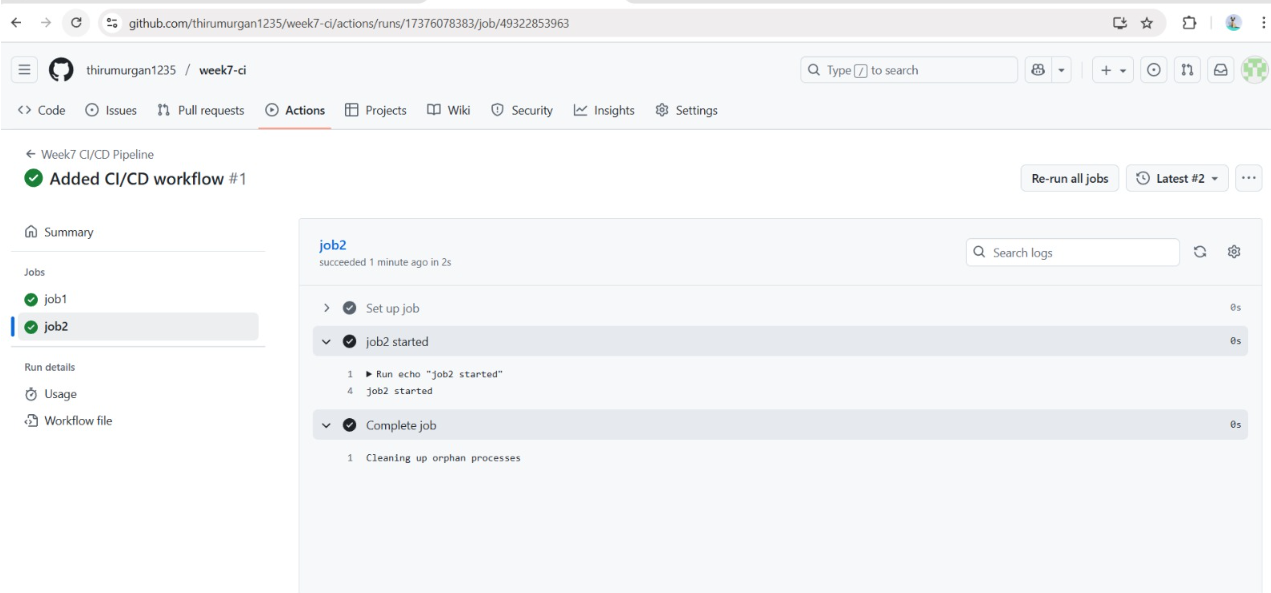 github.com/thirumurgan1235/week7-ci/actions/runs/17376078383/job/49322853963
thirumurgan1235 / week7-ci
Type / to search
Code Issues Pull requests Actions Projects Wiki Security Insights Settings
Week7 CI/CD Pipeline
Added CI/CD workflow #1
Re-run all jobs Latest #2
Summary
Jobs
job1
job2
Run details
Usage
Workflow file
job2
succeeded 1 minute ago in 2s
Search logs
Set up job 0s
job2 started 0s
1 Run echo "job2 started"
4 job2 started
Complete job 0s
1 Cleaning up orphan processes